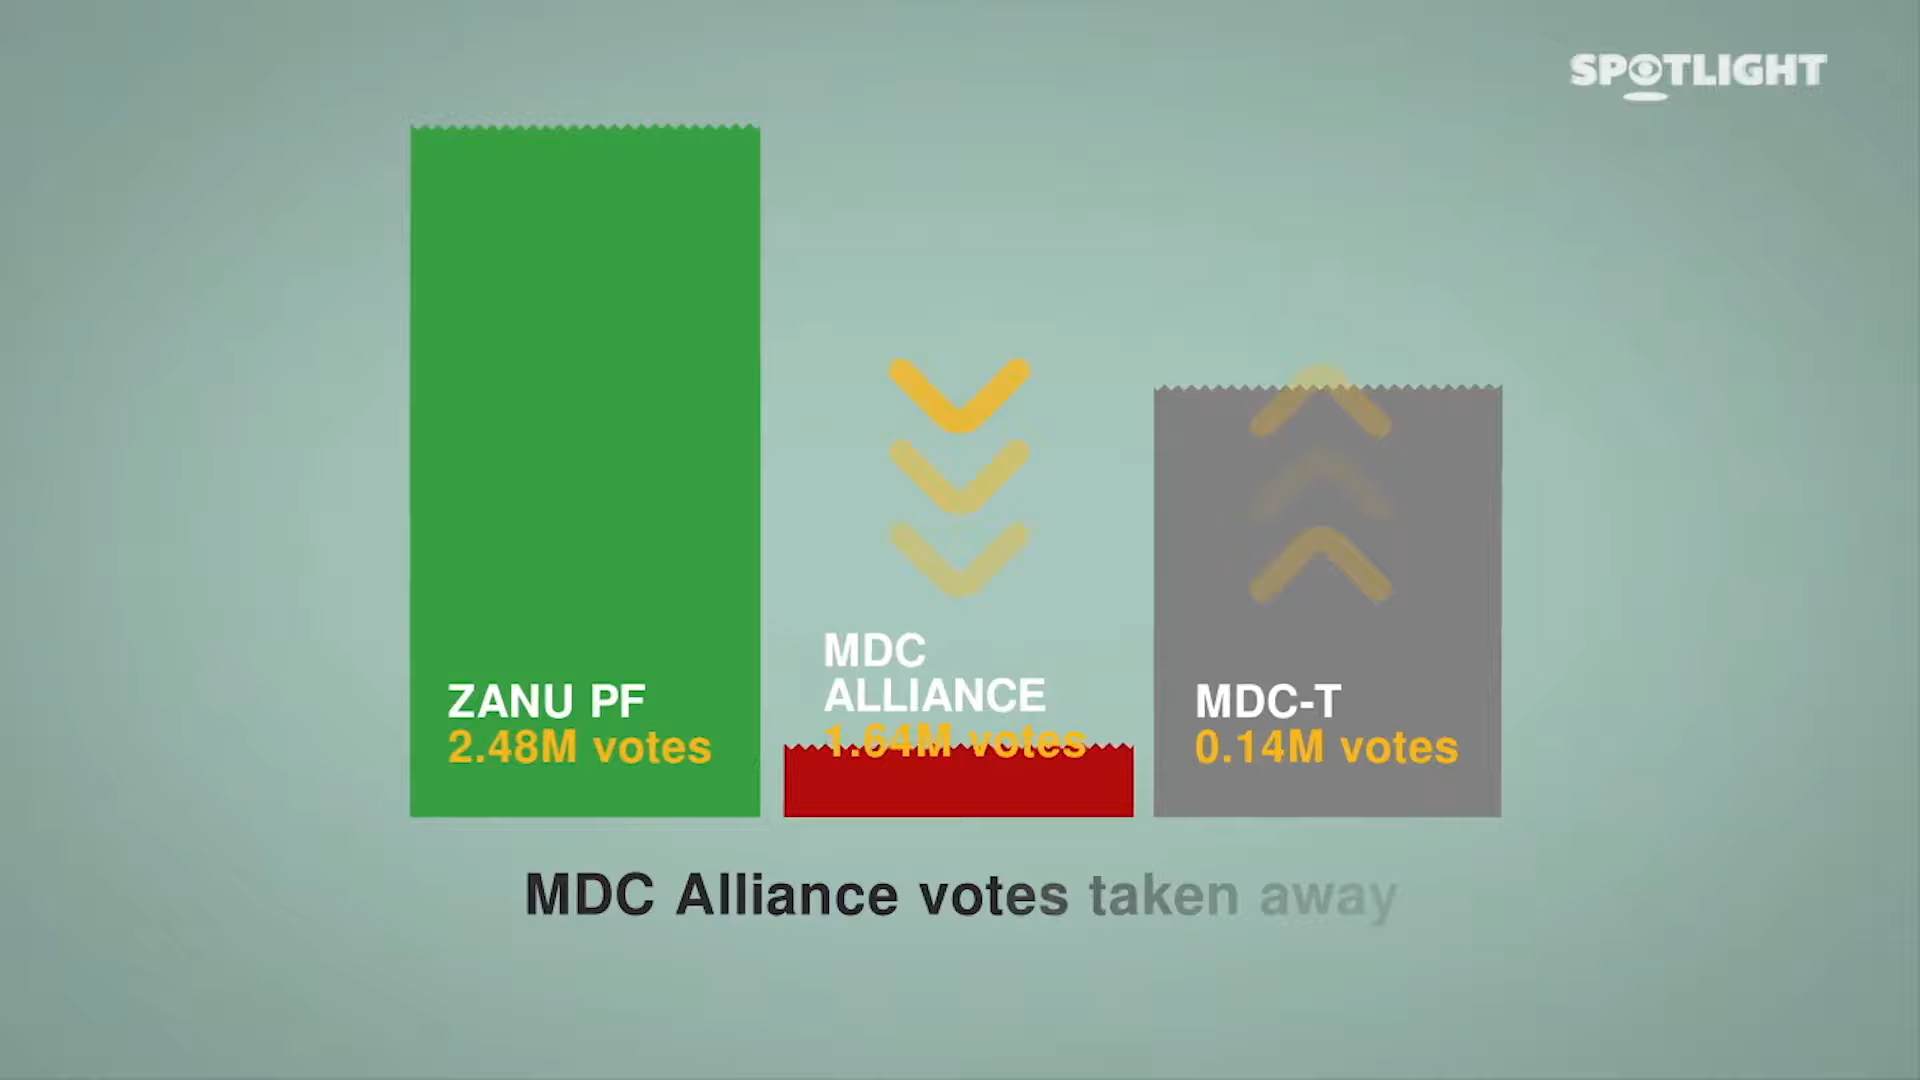 SPOTLIGHT
ZANU PF
2.48M votes
MDC
ALLIANCE
1.64M votes
MDC-T
0.14M votes
MDC Alliance votes taken away